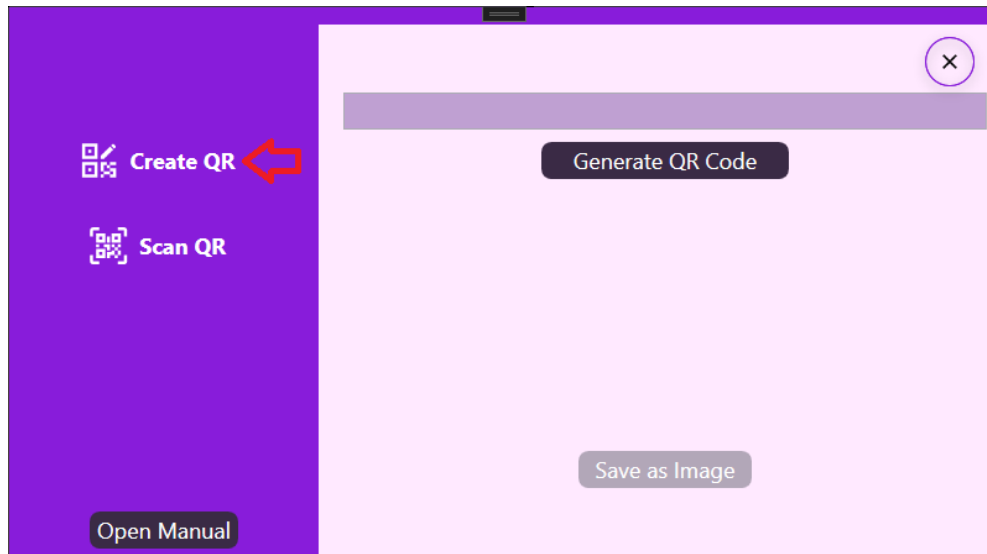 Create QR
Scan QR
Open Manual
Generate QR Code
Save as Image